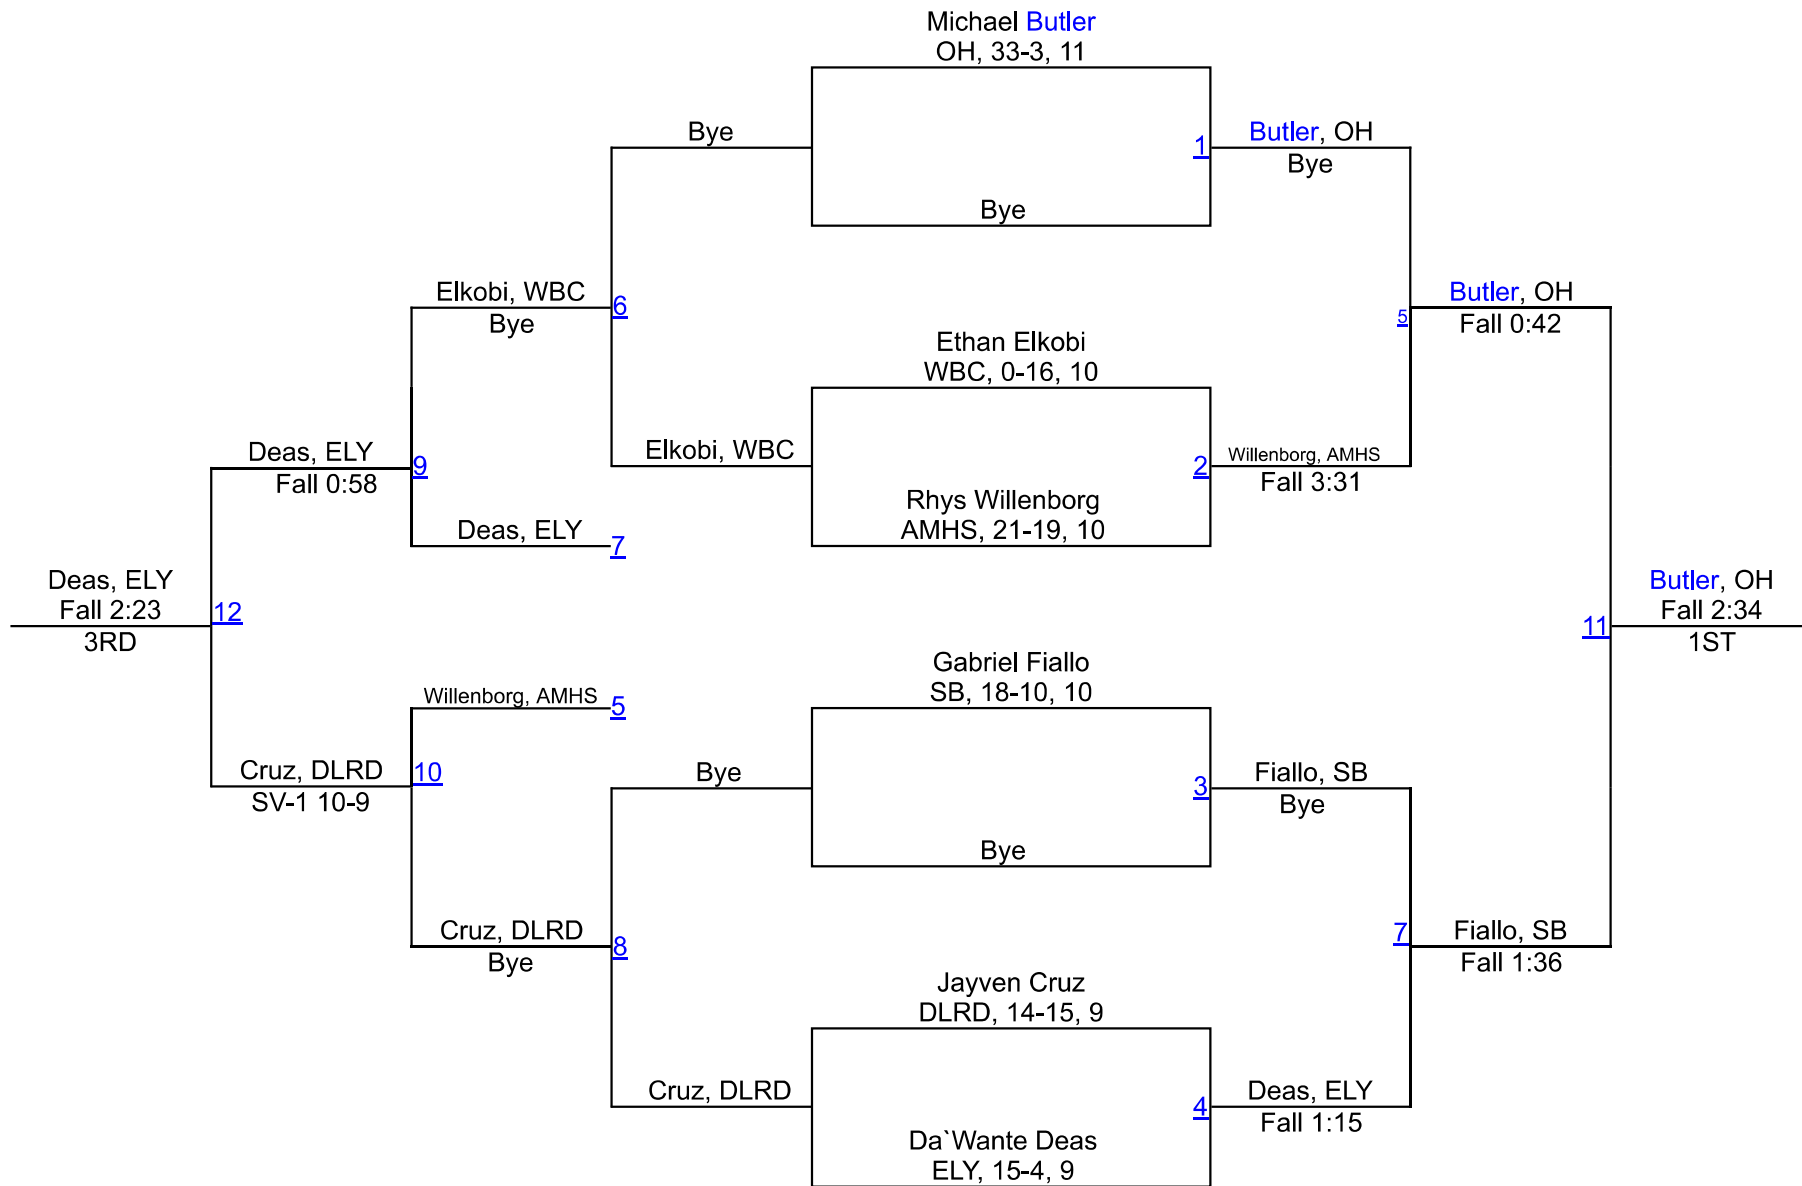 Michael Butler
OH, 33-3, 11
Bye
1
Butler, OH
Bye
Bye
Elkobi, WBC
Bye
6
Butler, OH
Fall 0:42
5
Ethan Elkobi
WBC, 0-16, 10
Elkobi, WBC
2
Willenborg, AMHS
Fall 3:31
Deas, ELY
Fall 0:58
9
Rhys Willenborg
AMHS, 21-19, 10
Deas, ELY
7
Deas, ELY
Fall 2:23
3RD
12
Butler, OH
Fall 2:34
1ST
11
Gabriel Fiallo
SB, 18-10, 10
Willenborg, AMHS
5
Cruz, DLRD
SV-1 10-9
10
Bye
3
Fiallo, SB
Bye
Bye
Cruz, DLRD
Bye
8
7
Fiallo, SB
Fall 1:36
Jayven Cruz
DLRD, 14-15, 9
Cruz, DLRD
4
Deas, ELY
Fall 1:15
Da`Wante Deas
ELY, 15-4, 9